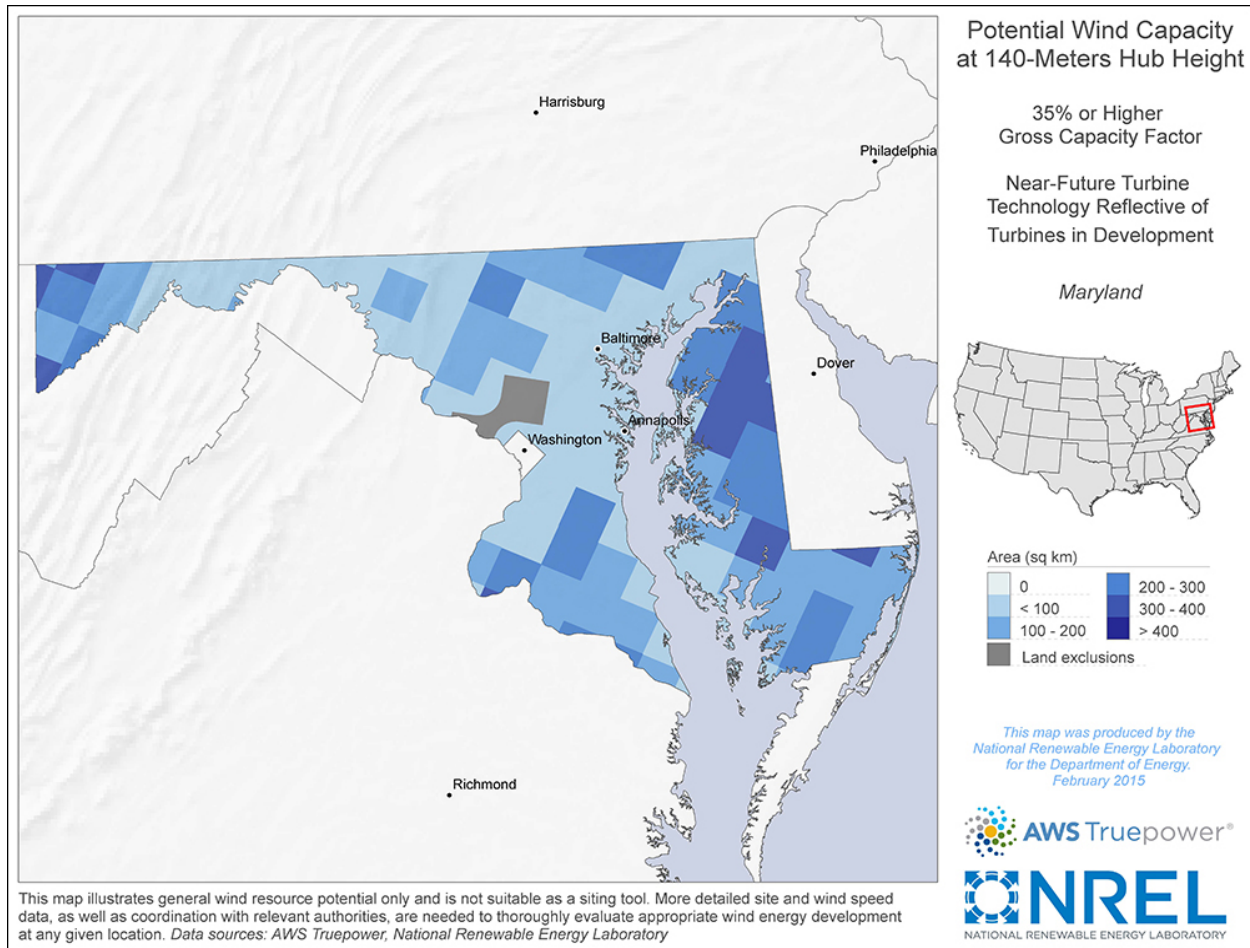 Potential Wind Capacity
at 140-Meters Hub Height
35% or Higher
Gross Capacity Factor
Near-Future Turbine
Technology Reflective of
Turbines in Development
Maryland
Harrisburg
Philadelphia
Baltimore
Dover
Annapolis
Washington
Richmond
Area (sq km)
0
< 100
100 - 200
200 - 300
300 - 400
> 400
Land exclusions
This map was produced by the
National Renewable Energy Laboratory
for the Department of Energy.
February 2015
AWS Truepower®
NREL
NATIONAL RENEWABLE ENERGY LABORATORY
This map illustrates general wind resource potential only and is not suitable as a siting tool. More detailed site and wind speed
data, as well as coordination with relevant authorities, are needed to thoroughly evaluate appropriate wind energy development
at any given location. Data sources: AWS Truepower, National Renewable Energy Laboratory